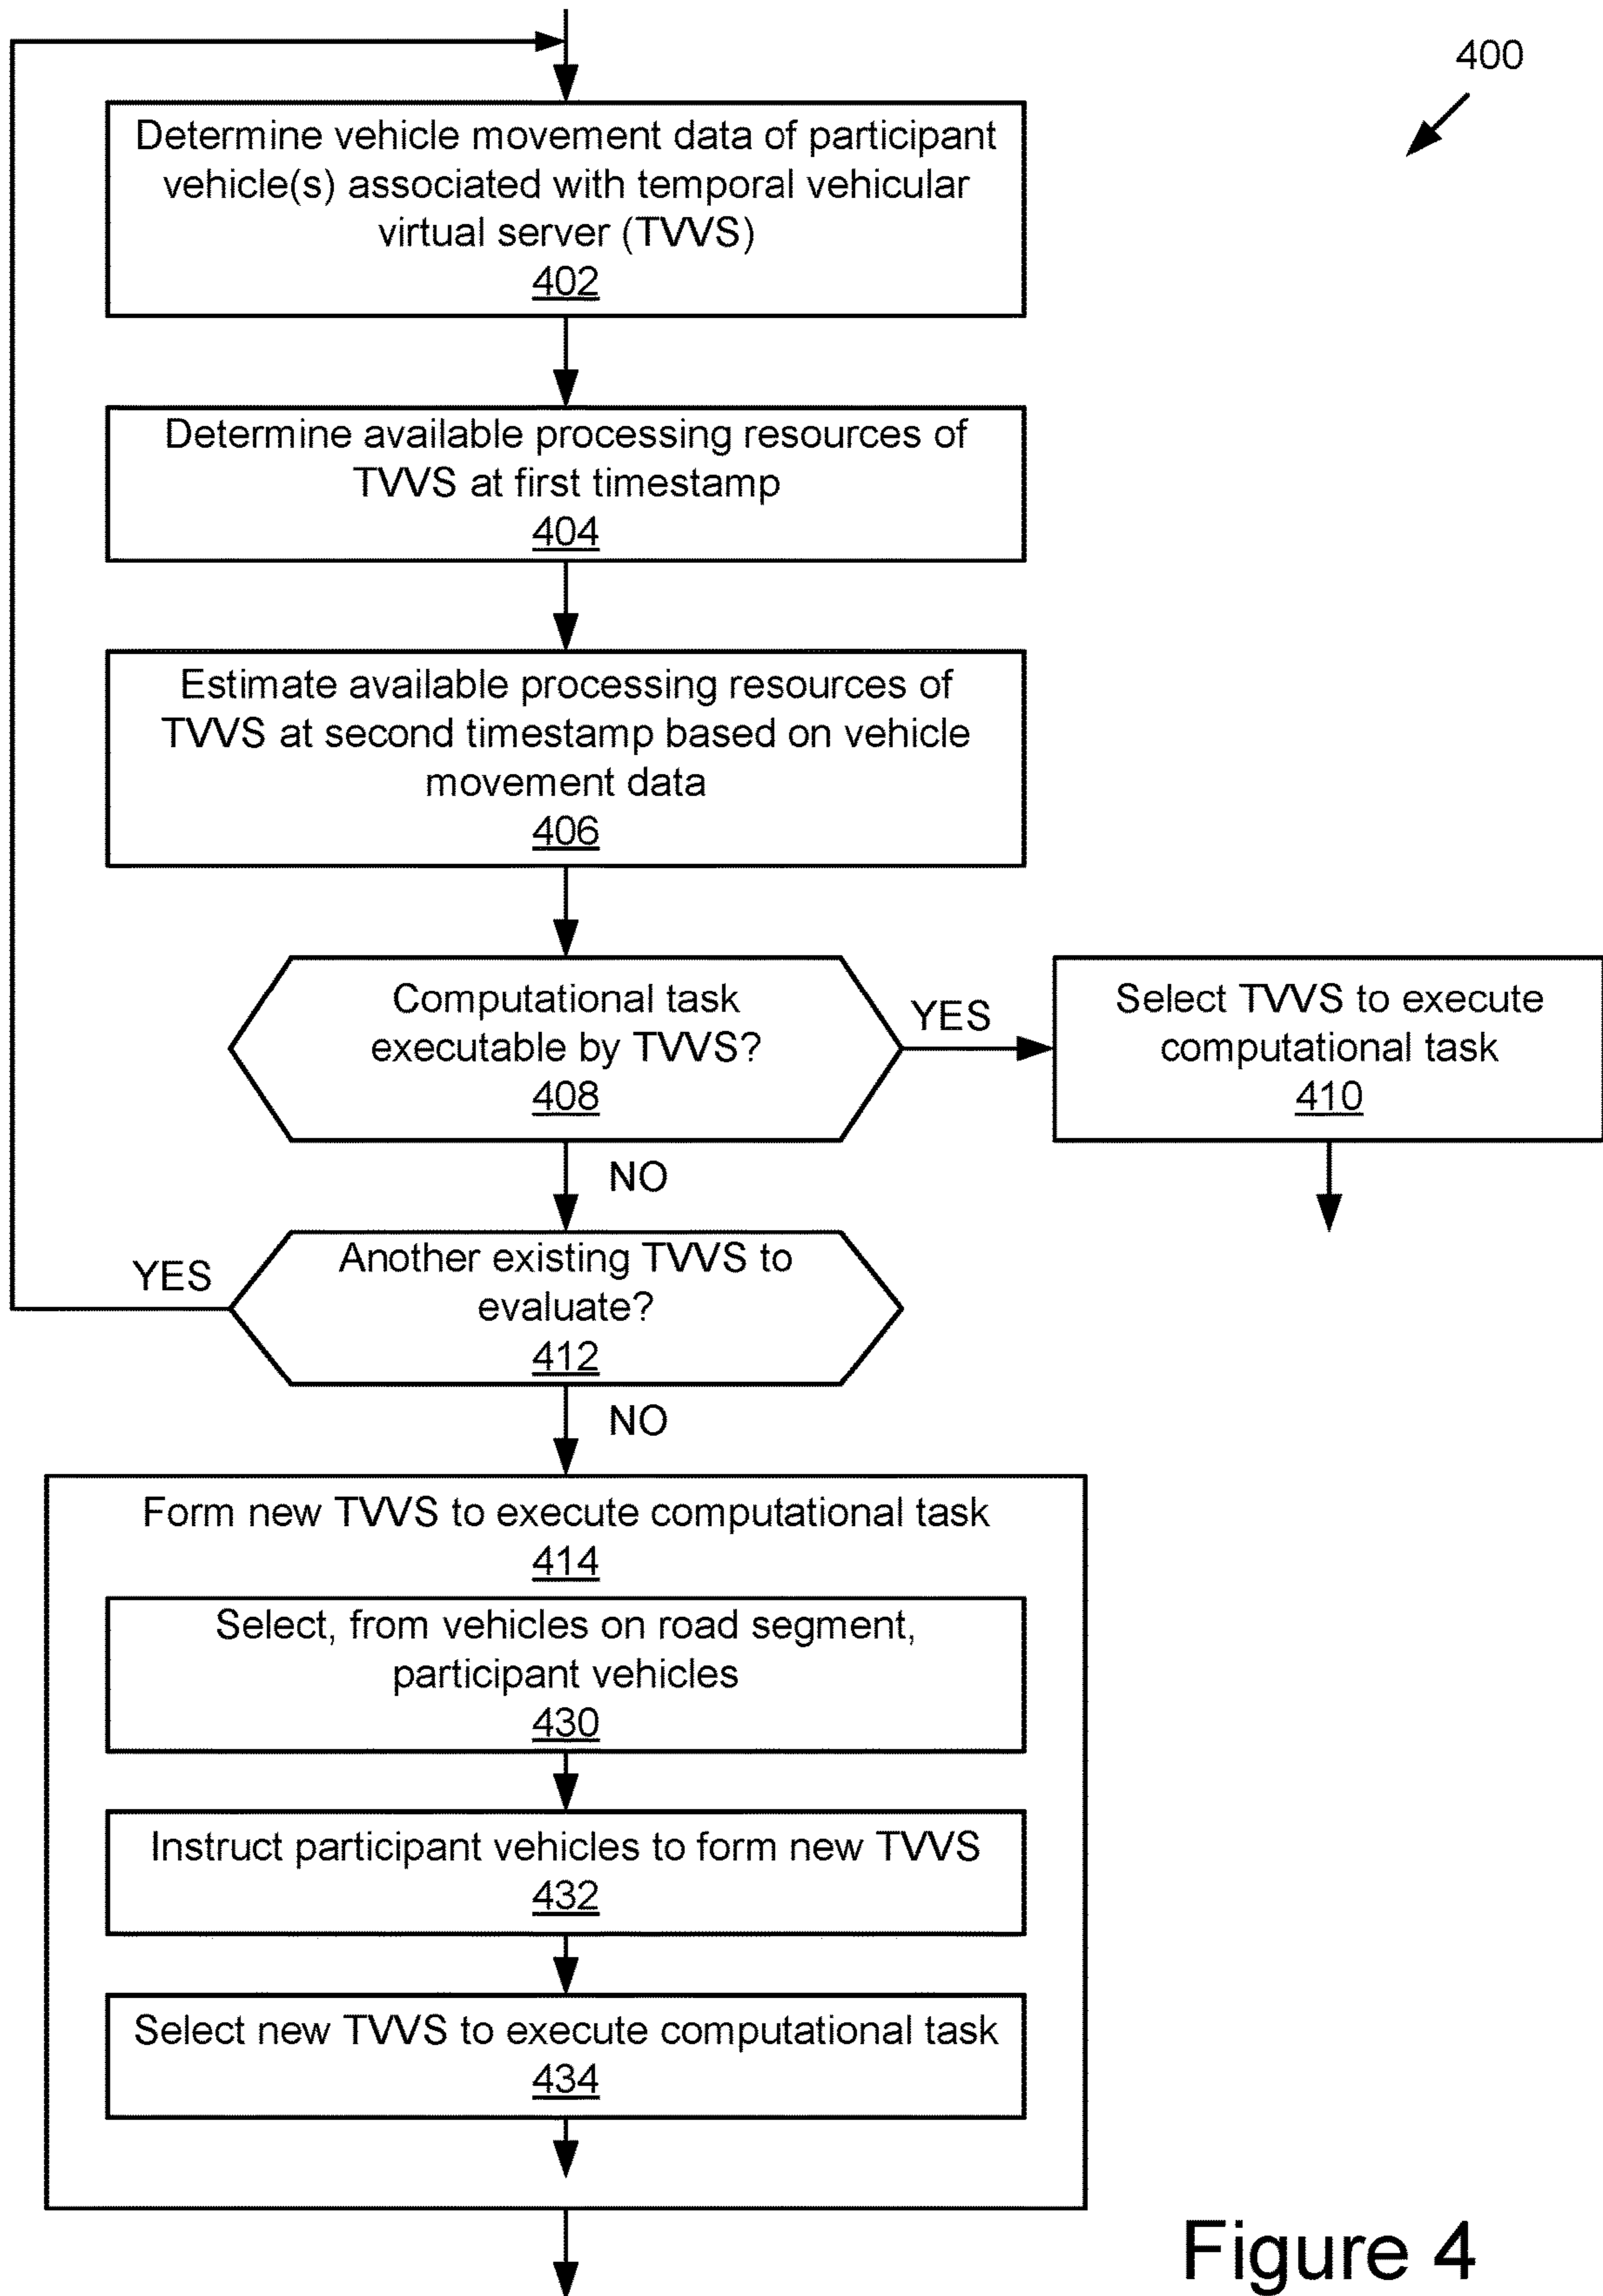 400
Determine vehicle movement data of participant
vehicle(s) associated with temporal vehicular
virtual server (TVVS)
402
Determine available processing resources of
TVVS at first timestamp
404
Estimate available processing resources of
TVVS at second timestamp based on vehicle
movement data
406
Computational task
executable by TVVS?
408
YES
Select TVVS to execute
computational task
410
NO
Another existing TVVS to
evaluate?
412
YES
NO
Form new TVVS to execute computational task
414
Select, from vehicles on road segment,
participant vehicles
430
Instruct participant vehicles to form new TVVS
432
Select new TVVS to execute computational task
434
Figure 4